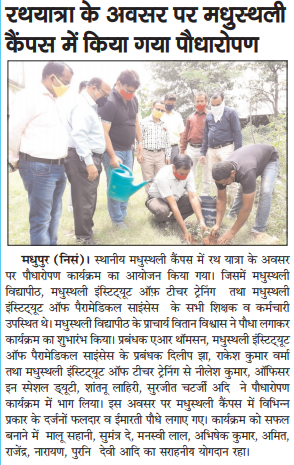 रथयात्रा के अवसर पर मधुस्थली
कैंपस में किया गया पौधारोपण
मधुपुर (निसं)। स्थानीय मधुस्थली कैंपस में रथ यात्रा के अवसर
पर पौधारोपण कार्यक्रम का आयोजन किया गया। जिसमें मधुस्थली
विद्यापीठ, मधुस्थली इंस्टिट्यूट ऑफ़ टीचर ट्रेनिंग तथा मधुस्थली
इंस्टिट्यूट ऑफ पैरामेडिकल साइंसेस के सभी शिक्षक व कर्मचारी
उपस्थित थे। मधुस्थली विद्यापीठ के प्राचार्य वितान विश्वास ने पौधा लगाकर
कार्यक्रम का शुभारंभ किया। प्रबंधक एआर थॉमसन, मधुस्थली इंस्टिट्यूट
ऑफ पैरामेडिकल साइंसेस के प्रबंधक दिलीप झा, राकेश कुमार वर्मा
तथा मधुस्थली इंस्टिट्यूट ऑफ टीचर ट्रेनिंग से नीलेश कुमार, ऑफिसर
इन स्पेशल ड्यूटी, शांतनू लाहिरी, सुरजीत चटर्जी अदि ने पौधारोपण
कार्यक्रम में भाग लिया। इस अवसर पर मधुस्थली कैंपस में विभिन्न
प्रकार के दर्जनों फलदार व ईमारती पौधे लगाए गए। कार्यक्रम को सफल
बनाने में मालू सहानी, सुमंत्र दे, मनस्वी लाल, अभिषेक कुमार, अमित,
राजेंद्र, नारायण, पुरनि देवी आदि का सराहनीय योगदान रहा।